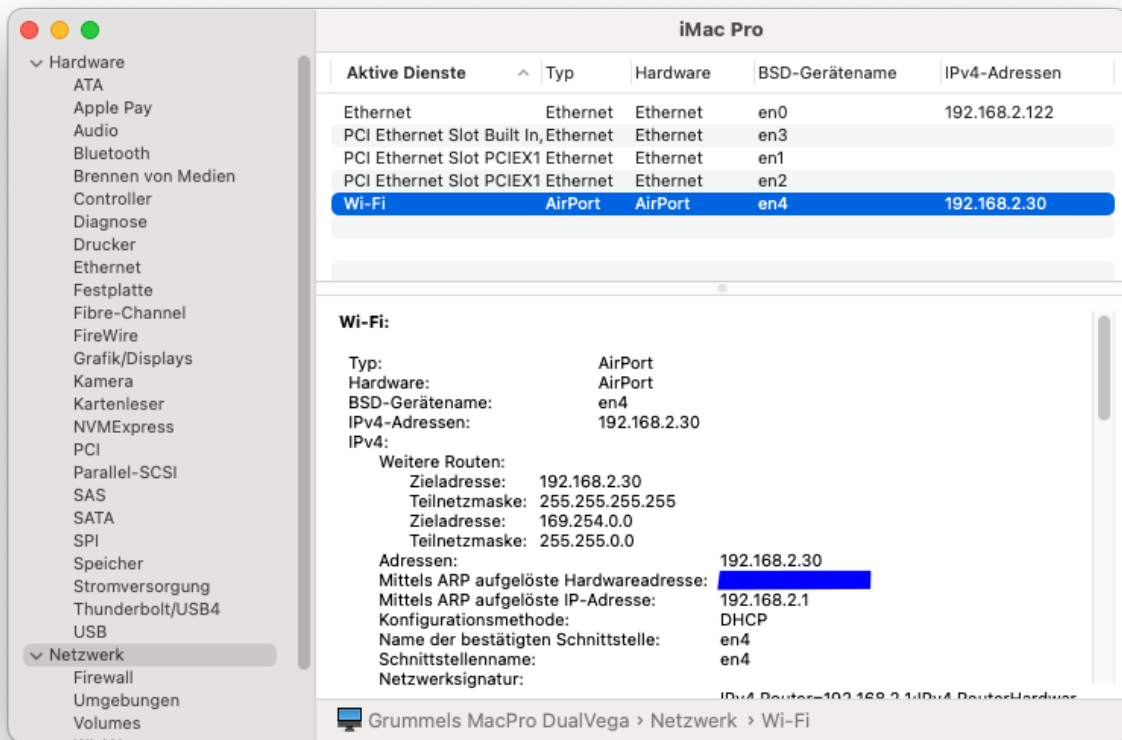 iMac Pro
Hardware
ATA
Apple Pay
Audio
Bluetooth
Brennen von Medien
Controller
Diagnose
Drucker
Ethernet
Festplatte
Fibre-Channel
FireWire
Grafik/Displays
Kamera
Kartenleser
NVMExpress
PCI
Parallel-SCSI
SAS
SATA
SPI
Speicher
Stromversorgung
Thunderbolt/USB4
USB
Netzwerk
Firewall
Umgebungen
Volumes
Aktive Dienste Typ Hardware BSD-Gerätename IPv4-Adressen
Ethernet Ethernet Ethernet en0 192.168.2.122
PCI Ethernet Slot Built In, Ethernet Ethernet en3
PCI Ethernet Slot PCIEX1 Ethernet Ethernet en1
PCI Ethernet Slot PCIEX1 Ethernet Ethernet en2
Wi-Fi AirPort AirPort en4 192.168.2.30
Wi-Fi:
Typ: AirPort
Hardware: AirPort
BSD-Gerätename: en4
IPv4-Adressen: 192.168.2.30
IPv4:
Weitere Routen:
Zieladresse: 192.168.2.30
Teilnetzmaske: 255.255.255.255
Zieladresse: 169.254.0.0
Teilnetzmaske: 255.255.0.0
Adressen: 192.168.2.30
Mittels ARP aufgelöste Hardwareadresse:
Mittels ARP aufgelöste IP-Adresse: 192.168.2.1
Konfigurationsmethode: DHCP
Name der bestätigten Schnittstelle: en4
Schnittstellenname: en4
Netzwerksignatur:
IPv4.Router=192.168.2.1;IPv4.RouterHardwar
Grummels MacPro DualVega › Netzwerk › Wi-Fi